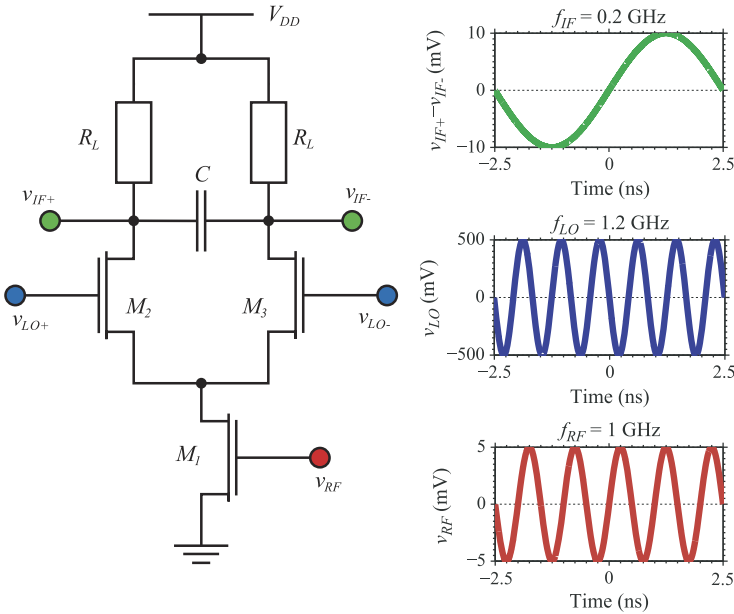 V_DD
R_L
R_L
C
v_IF+
v_IF-
M_2
M_3
v_LO+
v_LO-
M_1
v_RF
f_IF = 0.2 GHz
v_IF+−v_IF- (mV)
10
0
−10
−2.5
0
2.5
Time (ns)
f_LO = 1.2 GHz
v_LO (mV)
500
0
−500
−2.5
0
2.5
Time (ns)
f_RF = 1 GHz
v_RF (mV)
5
0
−5
−2.5
0
2.5
Time (ns)